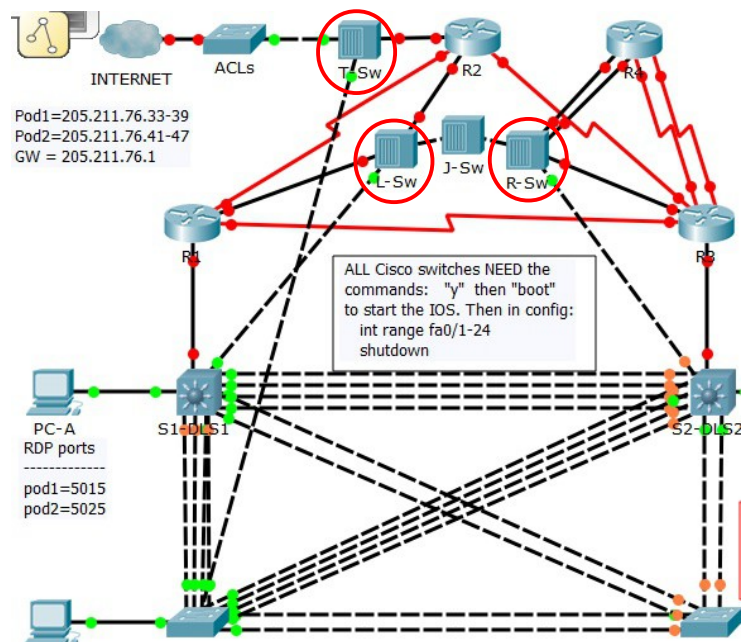 INTERNET
ACLs
T-Sw
R2
R4
Pod1=205.211.76.33-39
Pod2=205.211.76.41-47
GW = 205.211.76.1
L-Sw
J-Sw
R-Sw
R1
R3
ALL Cisco switches NEED the
commands: "y" then "boot"
to start the IOS. Then in config:
int range fa0/1-24
shutdown
PC-A
S1-DLS1
S2-DLS2
RDP ports
-------------
pod1=5015
pod2=5025